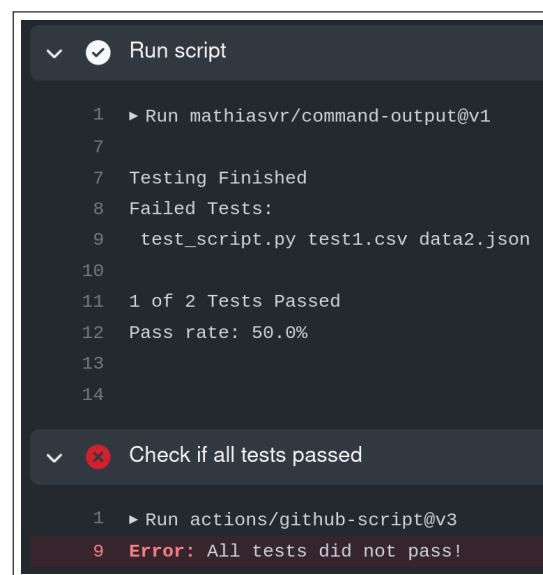 Run script
1 ▸ Run mathiasvr/command-output@v1
7
7 Testing Finished
8 Failed Tests:
9  test_script.py test1.csv data2.json
10
11 1 of 2 Tests Passed
12 Pass rate: 50.0%
13
14
Check if all tests passed
1 ▸ Run actions/github-script@v3
9 Error: All tests did not pass!